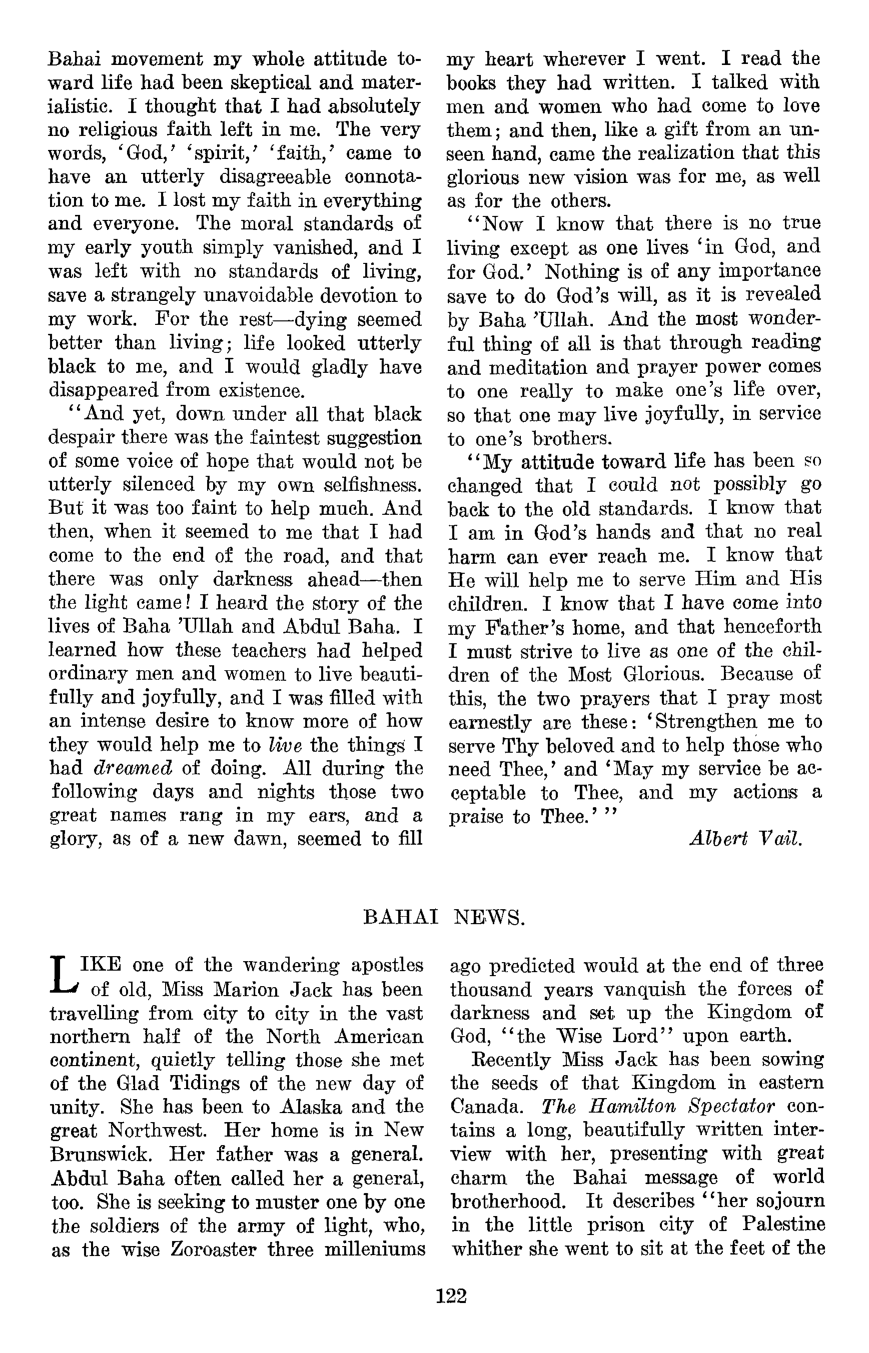 Bahai movement my whole attitude to-
ward life had been skeptical and mater-
ialistic. I thought that I had absolutely
no religious faith left in me. The very
words, ‘God,’ ‘spirit,’ ‘faith,’ came to
have an utterly disagreeable connota-
tion to me. I lost my faith in everything
and everyone. The moral standards of
my early youth simply vanished, and I
was left with no standards of living,
save a strangely unavoidable devotion to
my work. For the rest—dying seemed
better than living; life looked utterly
black to me, and I would gladly have
disappeared from existence.
“And yet, down under all that black
despair there was the faintest suggestion
of some voice of hope that would not be
utterly silenced by my own selfishness.
But it was too faint to help much. And
then, when it seemed to me that I had
come to the end of the road, and that
there was only darkness ahead—then
the light came! I heard the story of the
lives of Baha ’Ullah and Abdul Baha. I
learned how these teachers had helped
ordinary men and women to live beauti-
fully and joyfully, and I was filled with
an intense desire to know more of how
they would help me to live the things I
had dreamed of doing. All during the
following days and nights those two
great names rang in my ears, and a
glory, as of a new dawn, seemed to fill
my heart wherever I went. I read the
books they had written. I talked with
men and women who had come to love
them; and then, like a gift from an un-
seen hand, came the realization that this
glorious new vision was for me, as well
as for the others.
“Now I know that there is no true
living except as one lives ‘in God, and
for God.’ Nothing is of any importance
save to do God’s will, as it is revealed
by Baha ’Ullah. And the most wonder-
ful thing of all is that through reading
and meditation and prayer power comes
to one really to make one’s life over,
so that one may live joyfully, in service
to one’s brothers.
“My attitude toward life has been so
changed that I could not possibly go
back to the old standards. I know that
I am in God’s hands and that no real
harm can ever reach me. I know that
He will help me to serve Him and His
children. I know that I have come into
my Father’s home, and that henceforth
I must strive to live as one of the chil-
dren of the Most Glorious. Because of
this, the two prayers that I pray most
earnestly are these: ‘Strengthen me to
serve Thy beloved and to help those who
need Thee,’ and ‘May my service be ac-
ceptable to Thee, and my actions a
praise to Thee.’ ”
Albert Vail.
BAHAI NEWS.
LIKE one of the wandering apostles
of old, Miss Marion Jack has been
travelling from city to city in the vast
northern half of the North American
continent, quietly telling those she met
of the Glad Tidings of the new day of
unity. She has been to Alaska and the
great Northwest. Her home is in New
Brunswick. Her father was a general.
Abdul Baha often called her a general,
too. She is seeking to muster one by one
the soldiers of the army of light, who,
as the wise Zoroaster three milleniums
ago predicted would at the end of three
thousand years vanquish the forces of
darkness and set up the Kingdom of
God, “the Wise Lord” upon earth.
Recently Miss Jack has been sowing
the seeds of that Kingdom in eastern
Canada. The Hamilton Spectator con-
tains a long, beautifully written inter-
view with her, presenting with great
charm the Bahai message of world
brotherhood. It describes “her sojourn
in the little prison city of Palestine
whither she went to sit at the feet of the
122